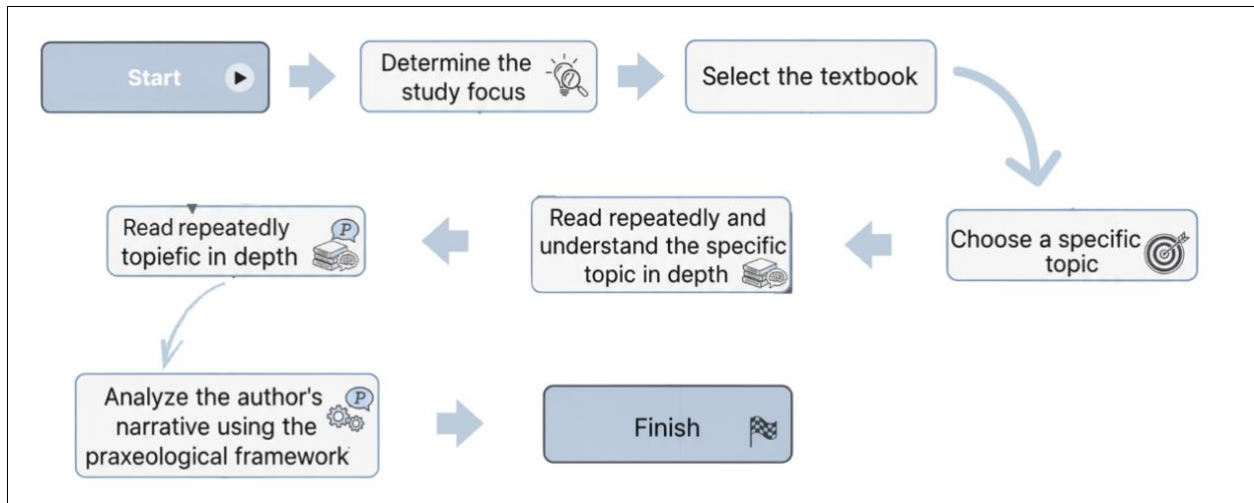 Start
Determine the
study focus
Select the textbook
Choose a specific
topic
Read repeatedly and
understand the specific
topic in depth
Read repeatedly
topiefic in depth
P
Analyze the author's
narrative using the
praxeological framework
P
Finish